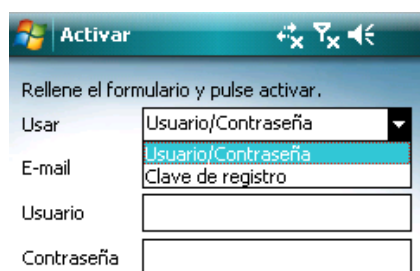 Activar
Rellene el formulario y pulse activar.
Usar Usuario/Contraseña
Usuario/Contraseña
E-mail
Clave de registro
Usuario
Contraseña